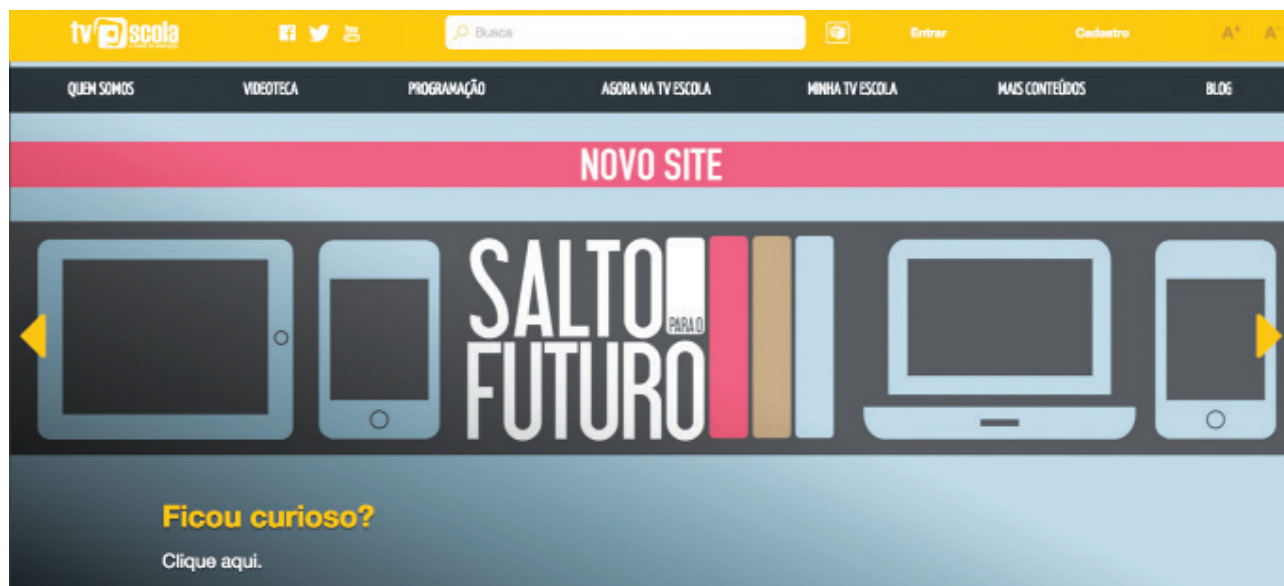 tv escola
Busca
Entrar
Cadastro
A+ A-
QUEM SOMOS VIDEOTECA PROGRAMAÇÃO AGORA NA TV ESCOLA MINHA TV ESCOLA MAIS CONTEÚDOS BLOG
NOVO SITE
SALTO
PARA O
FUTURO
Ficou curioso?
Clique aqui.